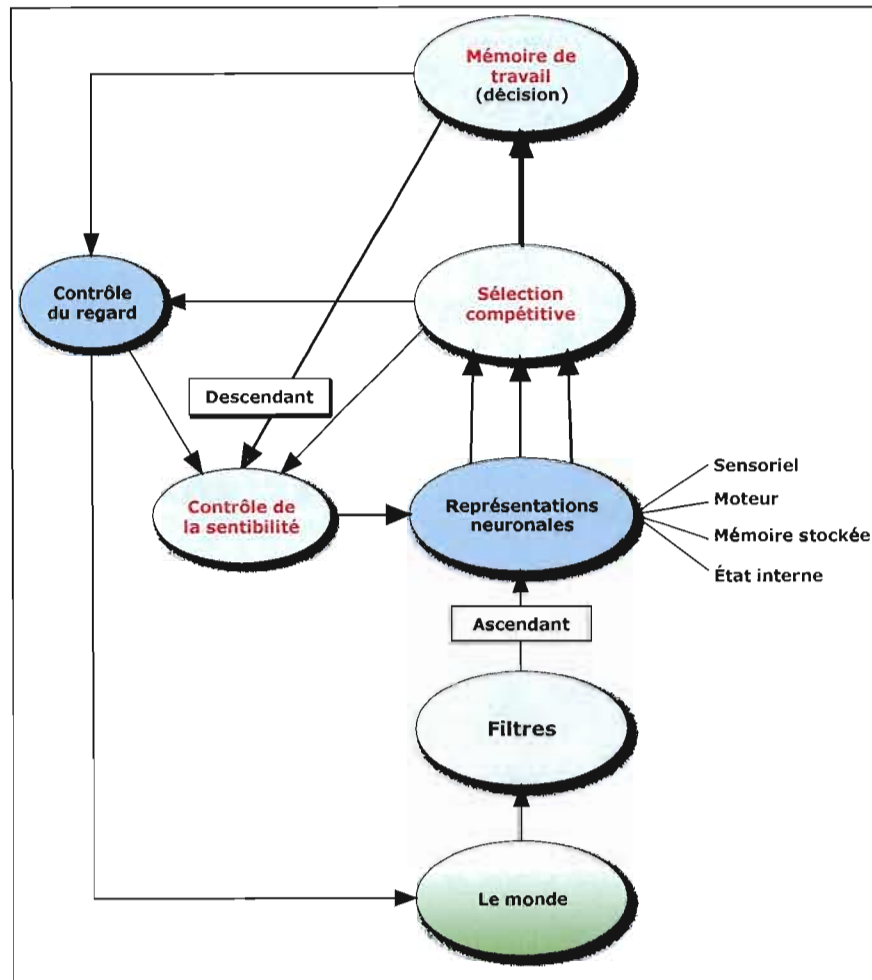 Mémoire de
travail
(décision)
Contrôle
du regard
Sélection
compétitive
Descendant
Contrôle de
la sentibilité
Représentations
neuronales
Sensoriel
Moteur
Mémoire stockée
État interne
Ascendant
Filtres
Le monde